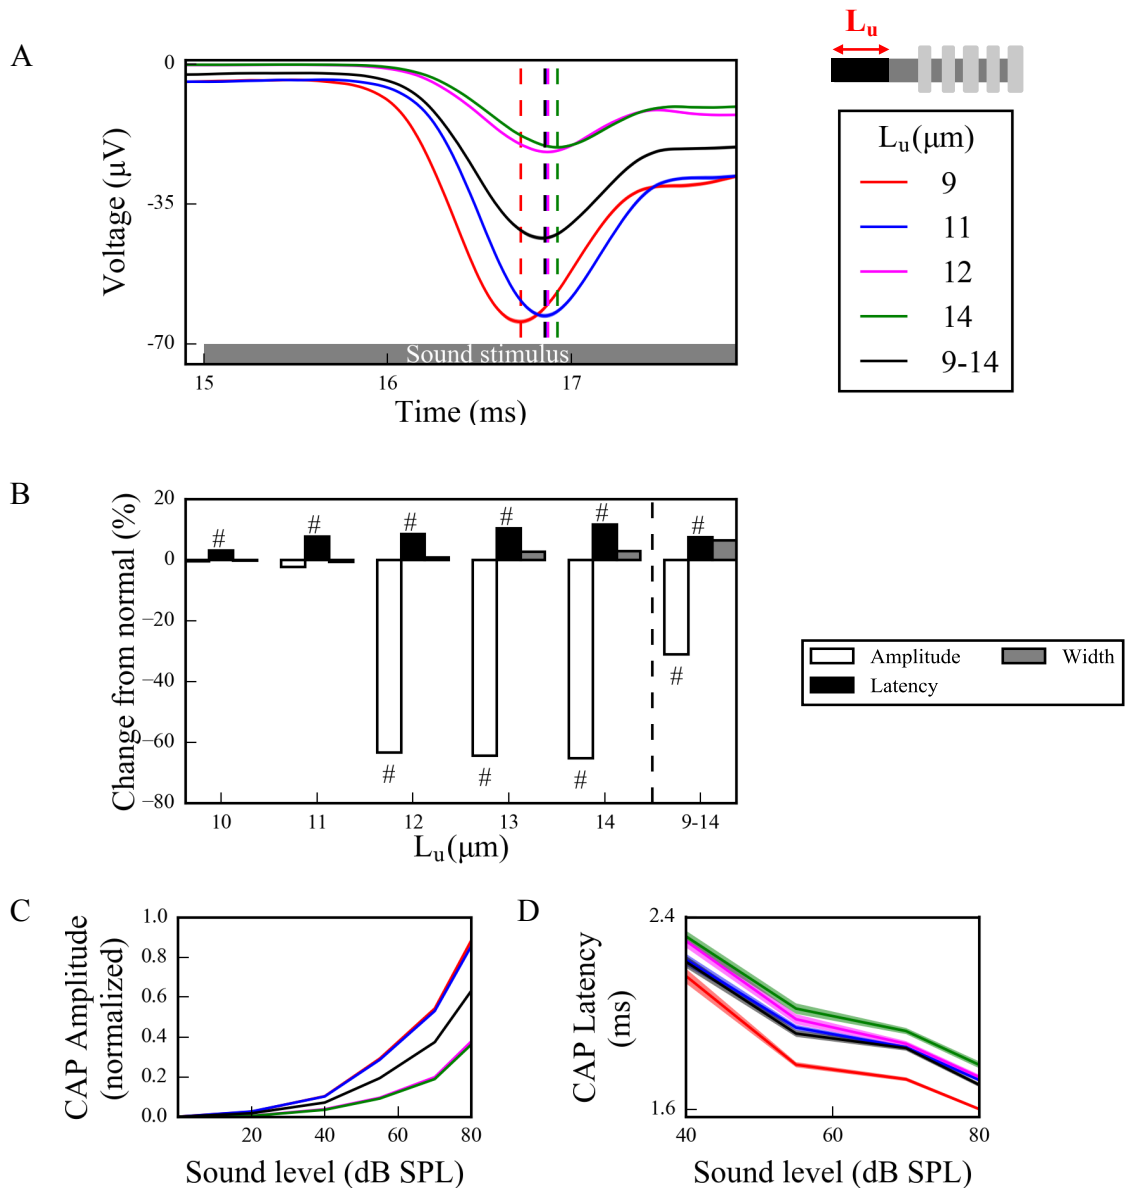 A
Lu
0
-35
-70
Voltage (μV)
Sound stimulus
15
16
17
Time (ms)
Lu(μm)
9
11
12
14
9-14
B
20
0
−20
−40
−60
−80
Change from normal (%)
#
#
#
#
#
#
#
#
#
#
10
11
12
13
14
9-14
Lu(μm)
Amplitude
Width
Latency
C
1.0
0.8
0.6
0.4
0.2
0.0
CAP Amplitude
(normalized)
20
40
60
80
Sound level (dB SPL)
D
2.4
1.6
CAP Latency
(ms)
40
60
80
Sound level (dB SPL)